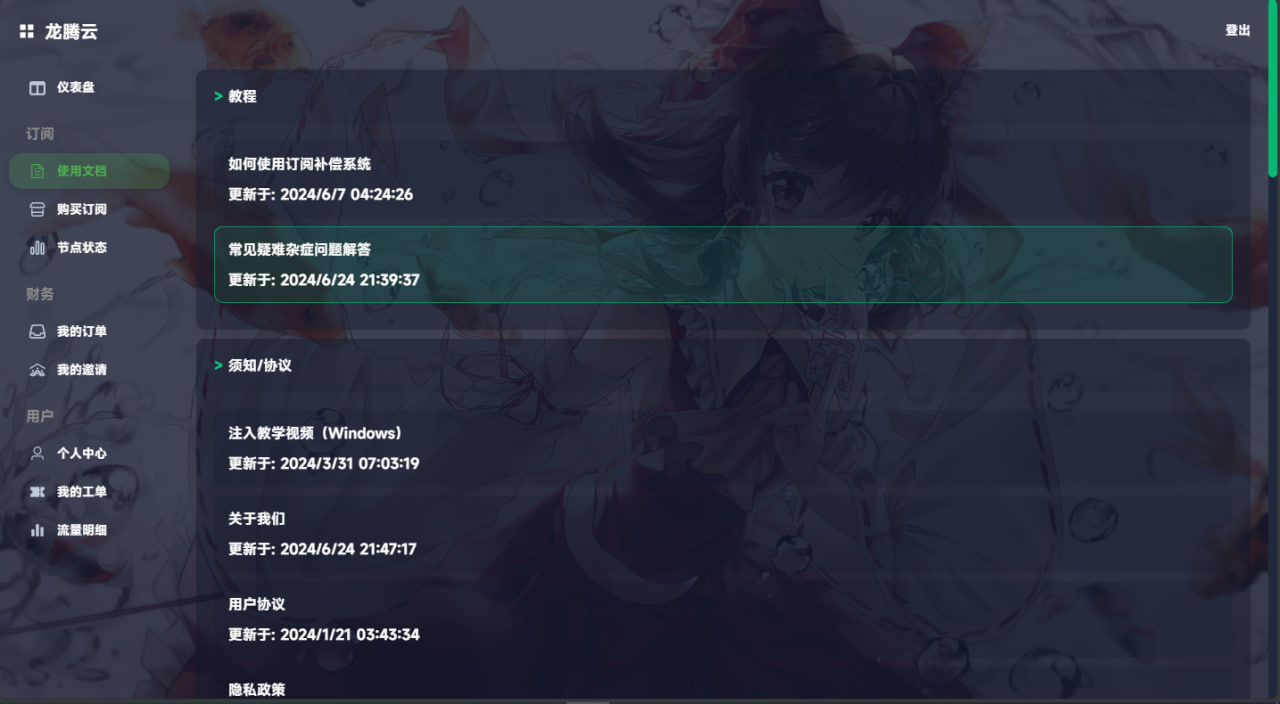 龙腾云
登出
仪表盘
订阅
使用文档
购买订阅
节点状态
财务
我的订单
我的邀请
用户
个人中心
我的工单
流量明细
> 教程
如何使用订阅补偿系统
更新于: 2024/6/7 04:24:26
常见疑难杂症问题解答
更新于: 2024/6/24 21:39:37
> 须知/协议
注入教学视频（Windows）
更新于: 2024/3/31 07:03:19
关于我们
更新于: 2024/6/24 21:47:17
用户协议
更新于: 2024/1/21 03:43:34
隐私政策